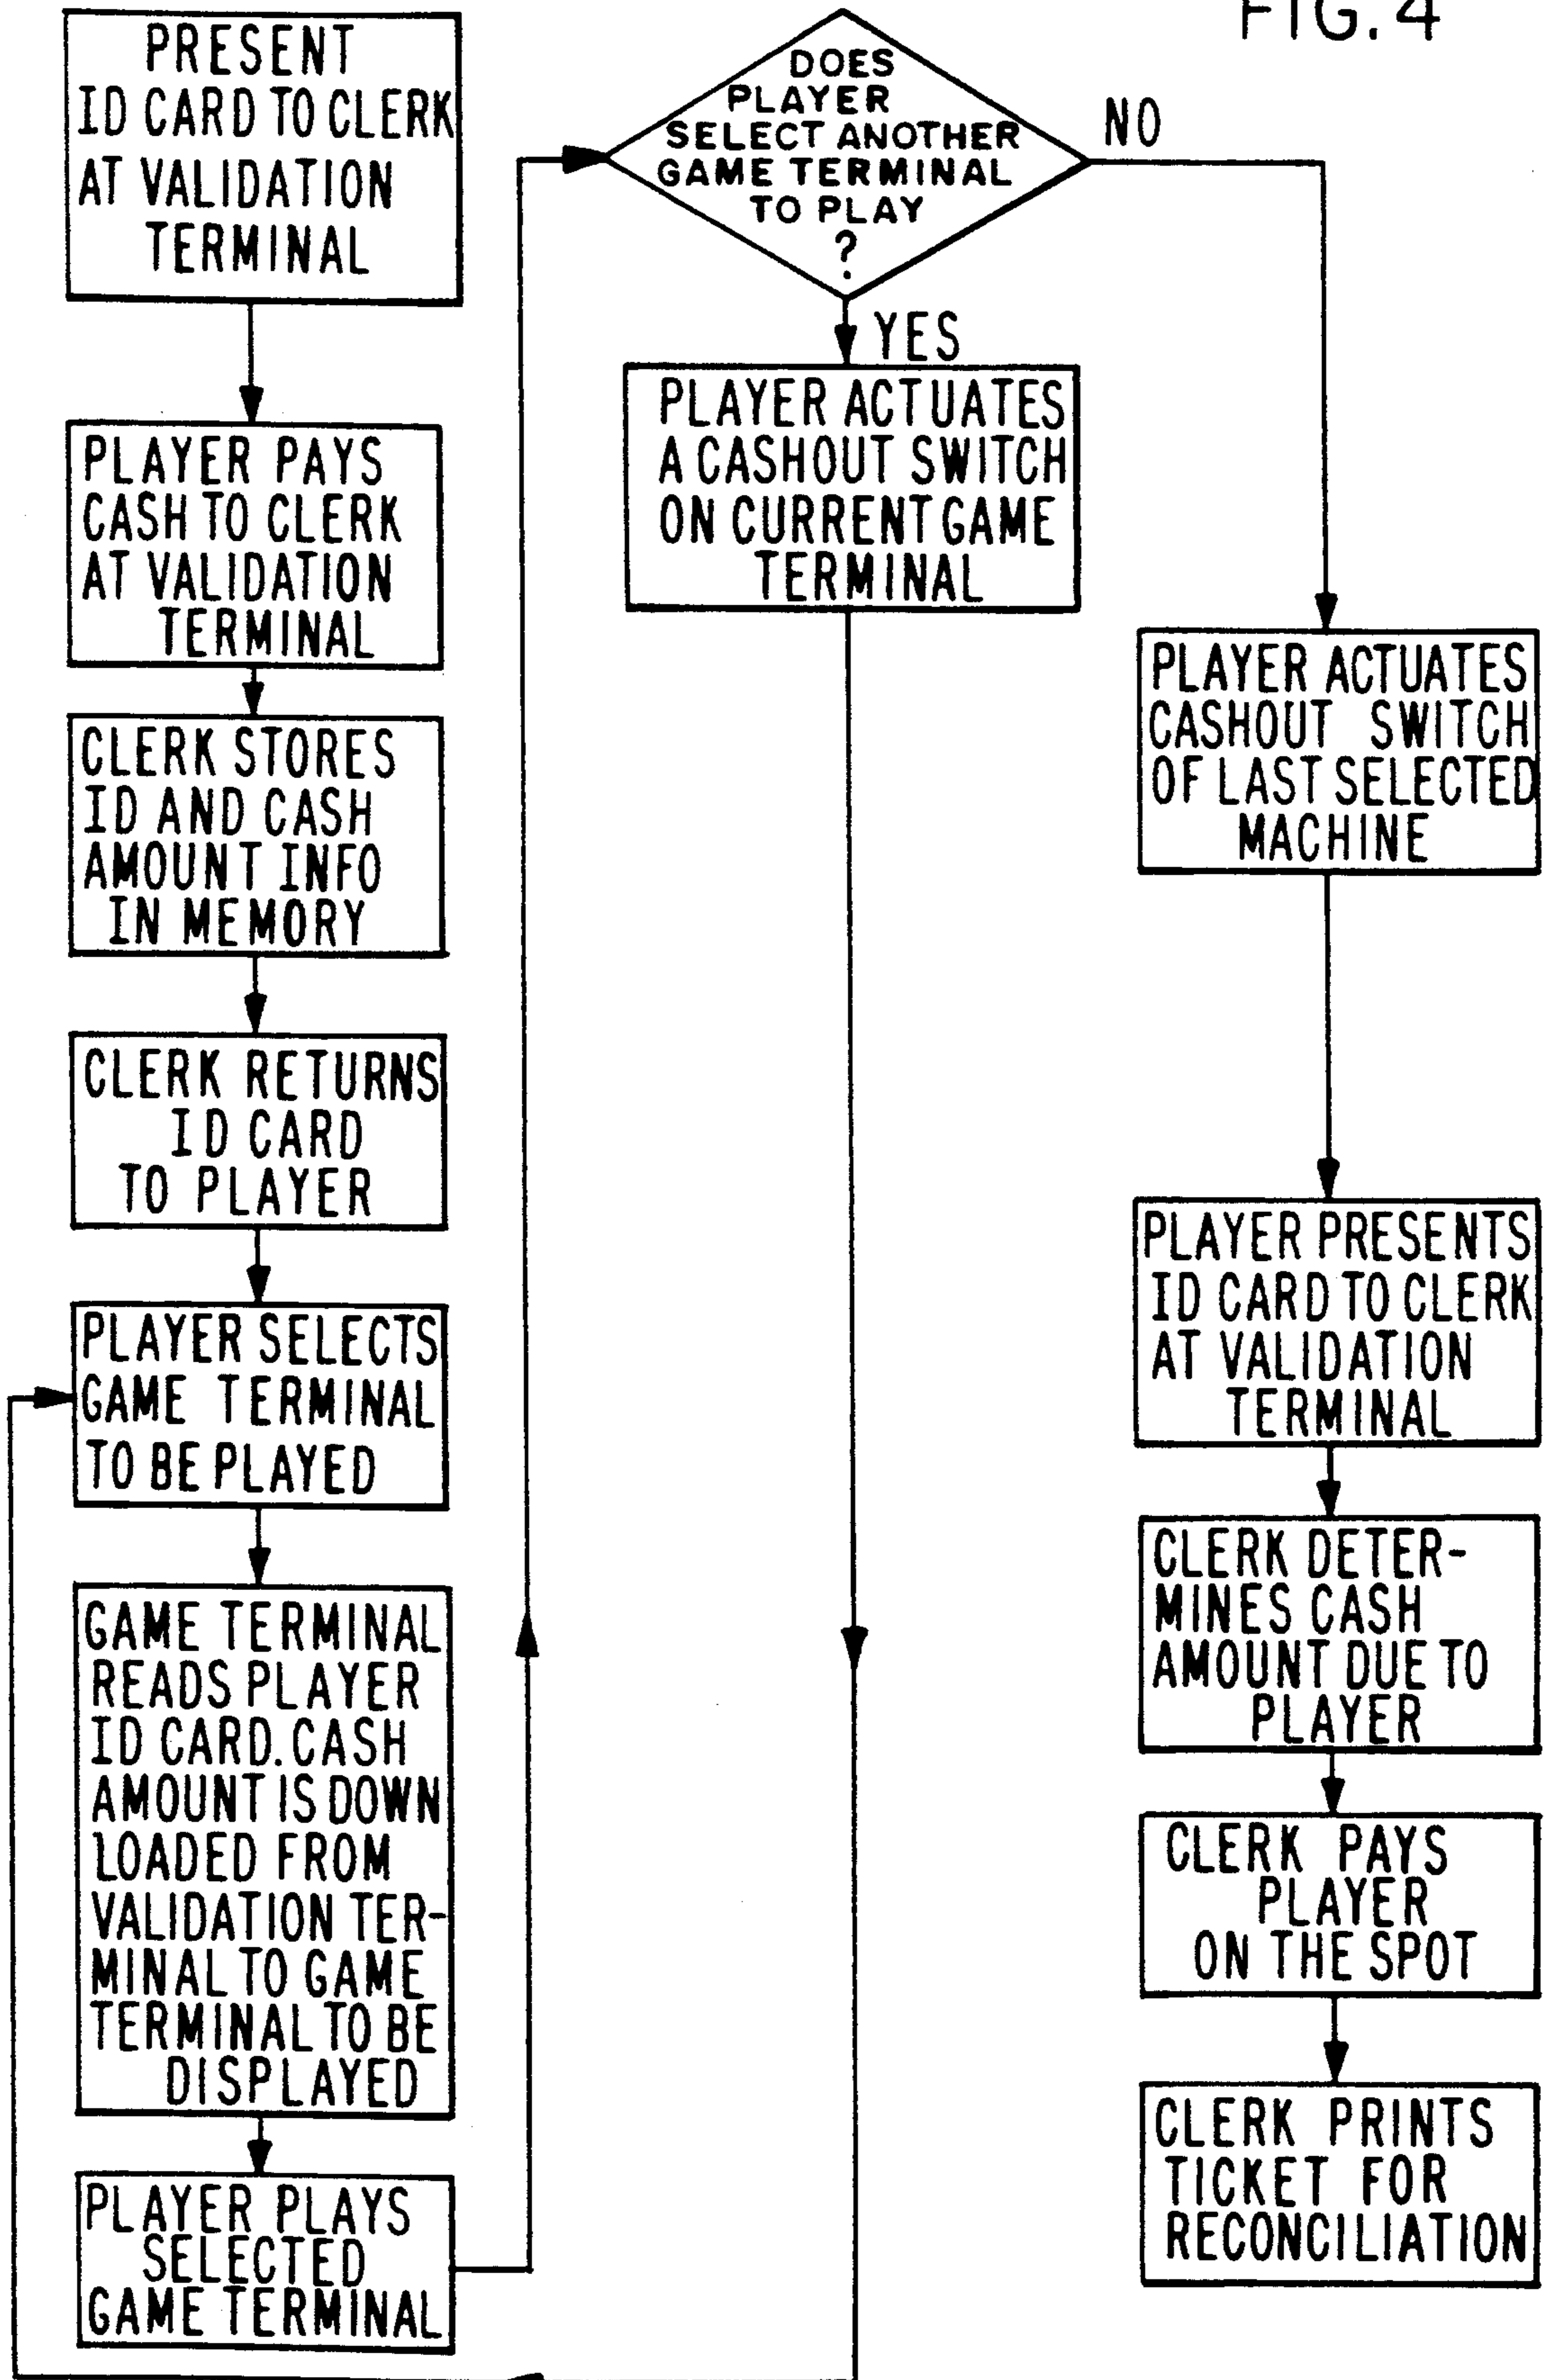 FIG. 4
PRESENT
ID CARD TO CLERK
AT VALIDATION
TERMINAL
PLAYER PAYS
CASH TO CLERK
AT VALIDATION
TERMINAL
CLERK STORES
ID AND CASH
AMOUNT INFO
IN MEMORY
CLERK RETURNS
ID CARD
TO PLAYER
PLAYER SELECTS
GAME TERMINAL
TO BE PLAYED
GAME TERMINAL
READS PLAYER
ID CARD. CASH
AMOUNT IS DOWN
LOADED FROM
VALIDATION TER-
MINAL TO GAME
TERMINAL TO BE
DISPLAYED
PLAYER PLAYS
SELECTED
GAME TERMINAL
DOES
PLAYER
SELECT ANOTHER
GAME TERMINAL
TO PLAY
?
YES
PLAYER ACTUATES
A CASHOUT SWITCH
ON CURRENT GAME
TERMINAL
NO
PLAYER ACTUATES
CASHOUT SWITCH
OF LAST SELECTED
MACHINE
PLAYER PRESENTS
ID CARD TO CLERK
AT VALIDATION
TERMINAL
CLERK DETER-
MINES CASH
AMOUNT DUE TO
PLAYER
CLERK PAYS
PLAYER
ON THE SPOT
CLERK PRINTS
TICKET FOR
RECONCILIATION